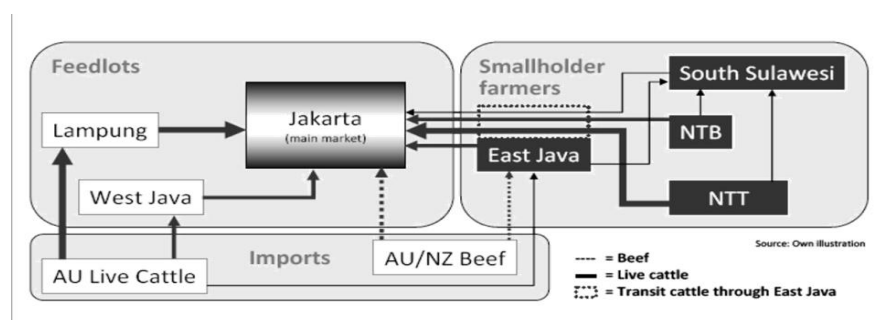 Feedlots
Smallholder
farmers
South Sulawesi
Jakarta
(main market)
Lampung
NTB
East Java
West Java
NTT
Source: Own illustration
Imports
AU/NZ Beef
AU Live Cattle
= Beef
= Live cattle
= Transit cattle through East Java